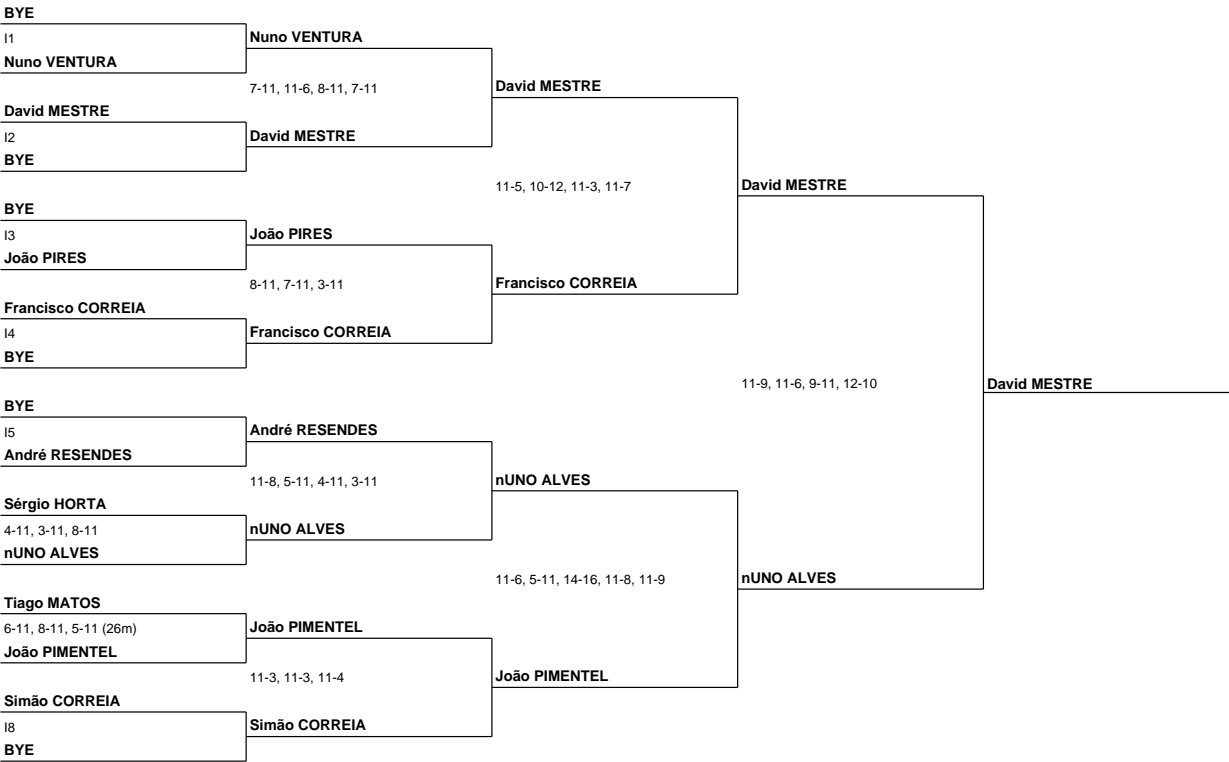 BYE
I1
Nuno VENTURA
Nuno VENTURA
7-11, 11-6, 8-11, 7-11
David MESTRE
David MESTRE
I2
David MESTRE
BYE
11-5, 10-12, 11-3, 11-7
David MESTRE
BYE
I3
João PIRES
João PIRES
8-11, 7-11, 3-11
Francisco CORREIA
Francisco CORREIA
I4
Francisco CORREIA
BYE
11-9, 11-6, 9-11, 12-10
David MESTRE
BYE
I5
André RESENDES
André RESENDES
11-8, 5-11, 4-11, 3-11
nUNO ALVES
Sérgio HORTA
4-11, 3-11, 8-11
nUNO ALVES
nUNO ALVES
11-6, 5-11, 14-16, 11-8, 11-9
nUNO ALVES
Tiago MATOS
6-11, 8-11, 5-11 (26m)
João PIMENTEL
João PIMENTEL
11-3, 11-3, 11-4
João PIMENTEL
Simão CORREIA
I8
Simão CORREIA
BYE